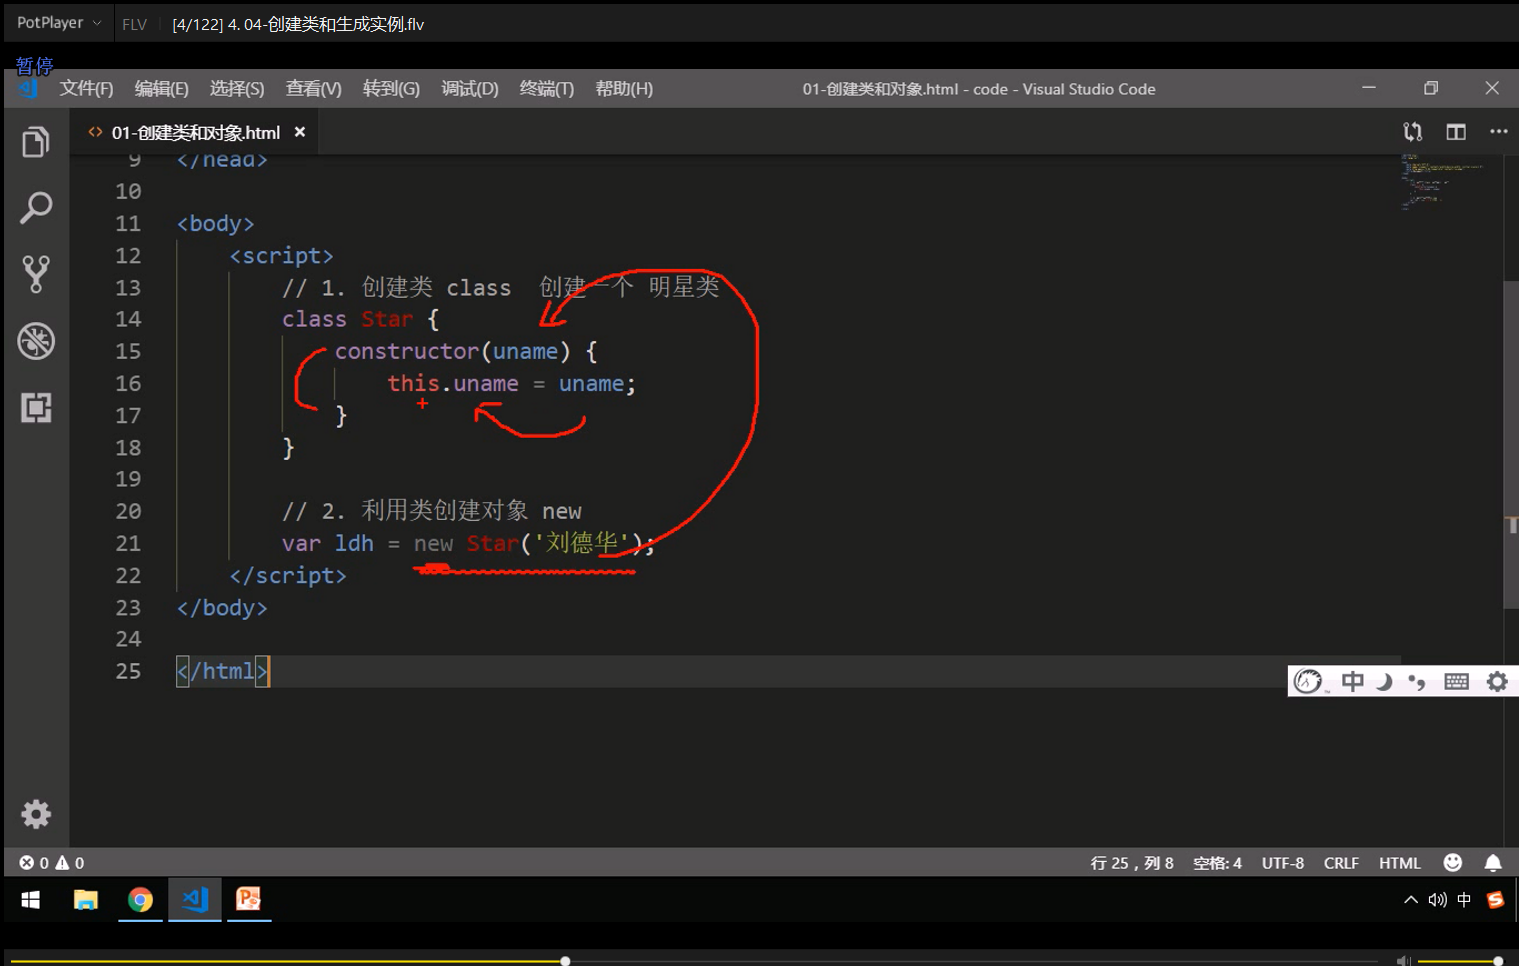 PotPlayer FLV [4/122] 4. 04-创建类和生成实例.flv
暂停
文件(F) 编辑(E) 选择(S) 查看(V) 转到(G) 调试(D) 终端(T) 帮助(H) 01-创建类和对象.html - code - Visual Studio Code
<> 01-创建类和对象.html ×
9 </head>
10
11 <body>
12 <script>
13 // 1. 创建类 class 创建一个 明星类
14 class Star {
15 constructor(uname) {
16 this.uname = uname;
17 }
18 }
19
20 // 2. 利用类创建对象 new
21 var ldh = new Star('刘德华');
22 </script>
23 </body>
24
25 </html>
中
0 0 行 25，列 8 空格: 4 UTF-8 CRLF HTML
中